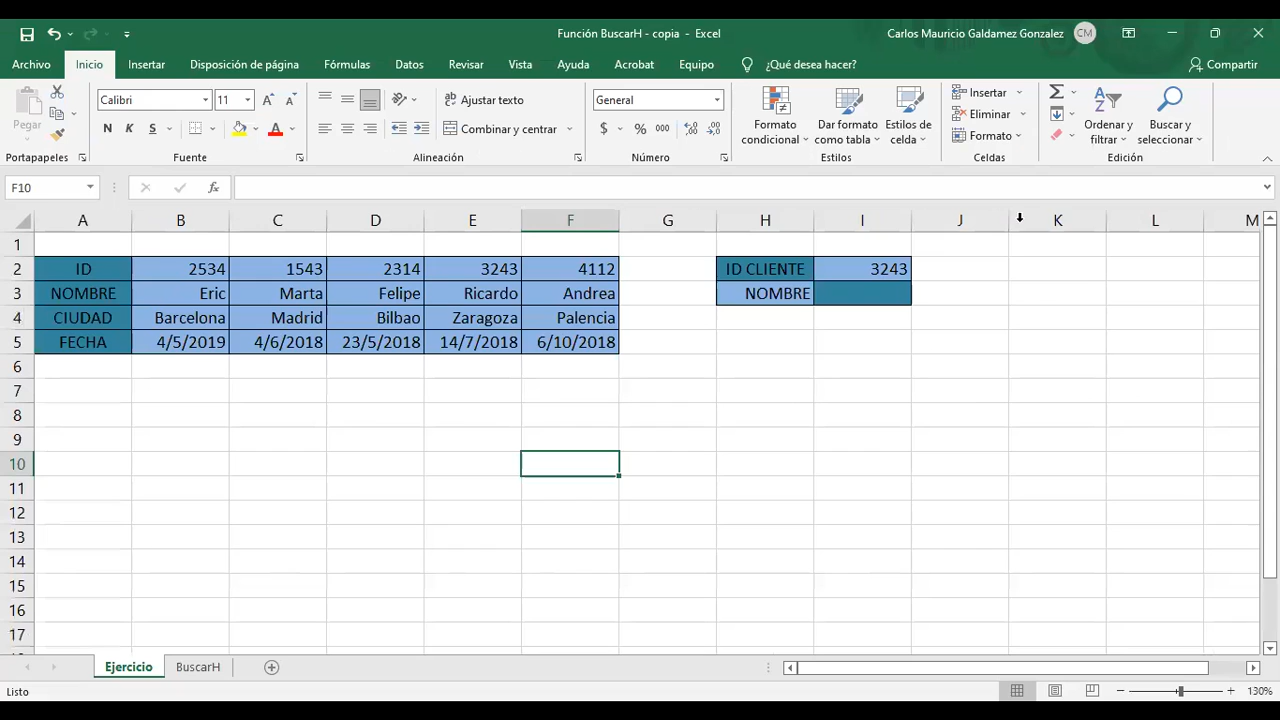 Función BuscarH - copia - Excel
Carlos Mauricio Galdamez Gonzalez CM
Archivo Inicio Insertar Disposición de página Fórmulas Datos Revisar Vista Ayuda Acrobat Equipo ¿Qué desea hacer? Compartir
Pegar
Calibri 11
N K S
Ajustar texto
Combinar y centrar
General
$ % 000
Formato condicional
Dar formato como tabla
Estilos de celda
Insertar
Eliminar
Formato
Ordenar y filtrar
Buscar y seleccionar
Portapapeles Fuente Alineación Número Estilos Celdas Edición
F10 fx
A B C D E F G H I J K L M
1
2 ID 2534 1543 2314 3243 4112 ID CLIENTE 3243
3 NOMBRE Eric Marta Felipe Ricardo Andrea NOMBRE
4 CIUDAD Barcelona Madrid Bilbao Zaragoza Palencia
5 FECHA 4/5/2019 4/6/2018 23/5/2018 14/7/2018 6/10/2018
6
7
8
9
10
11
12
13
14
15
16
17
Ejercicio BuscarH
Listo 130%